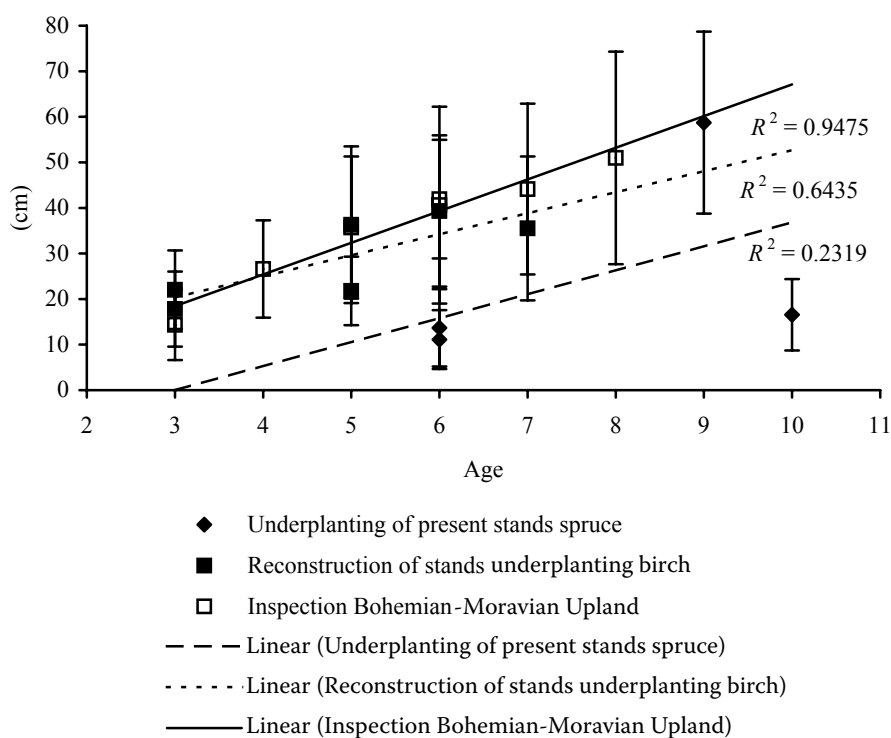 80
70
60
50
40
30
20
10
0
(cm)
R² = 0.9475
R² = 0.6435
R² = 0.2319
2 3 4 5 6 7 8 9 10 11
Age
Underplanting of present stands spruce
Reconstruction of stands underplanting birch
Inspection Bohemian-Moravian Upland
Linear (Underplanting of present stands spruce)
Linear (Reconstruction of stands underplanting birch)
Linear (Inspection Bohemian-Moravian Upland)